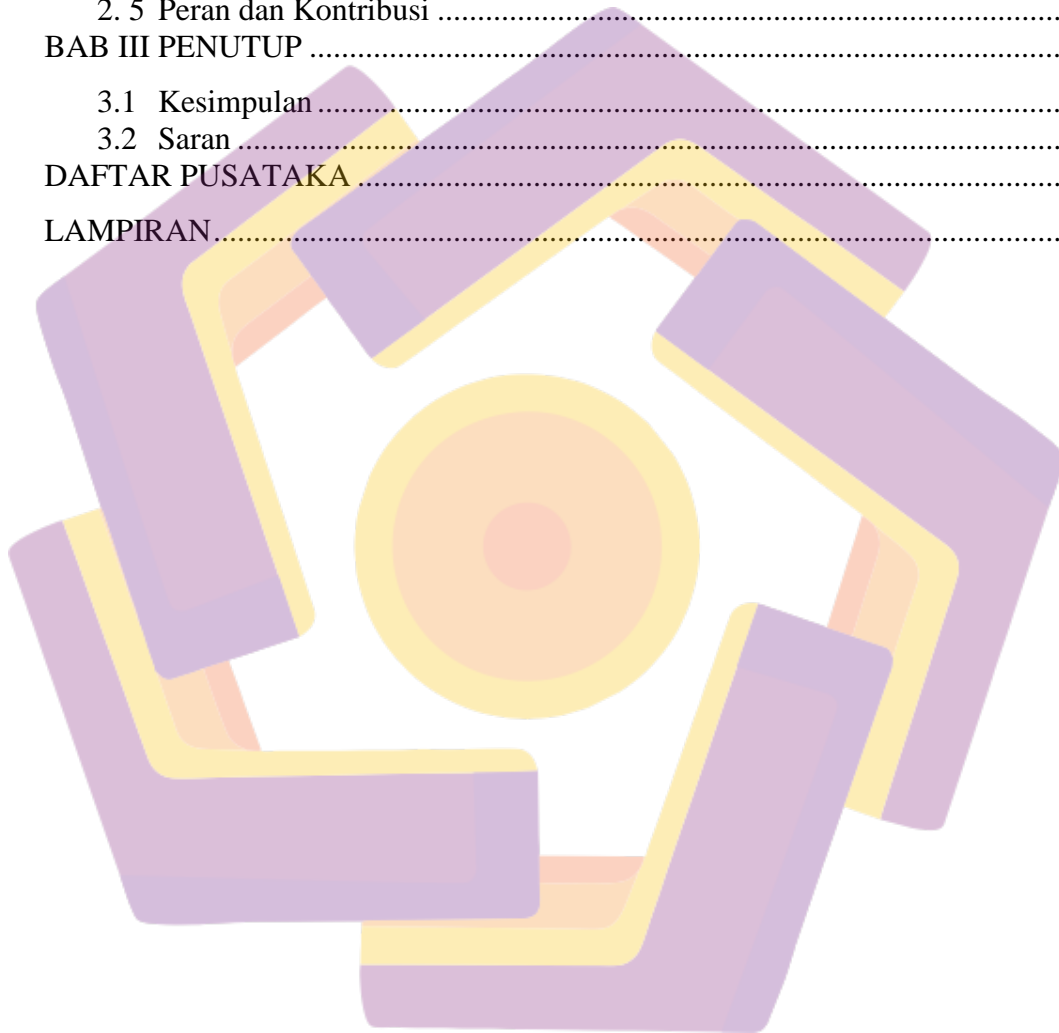 2. 5 Peran dan Kontribusi ........................................................................
BAB III PENUTUP ........................................................................................
3.1 Kesimpulan .......................................................................................
3.2 Saran .................................................................................................
DAFTAR PUSATAKA ..................................................................................
LAMPIRAN ...................................................................................................